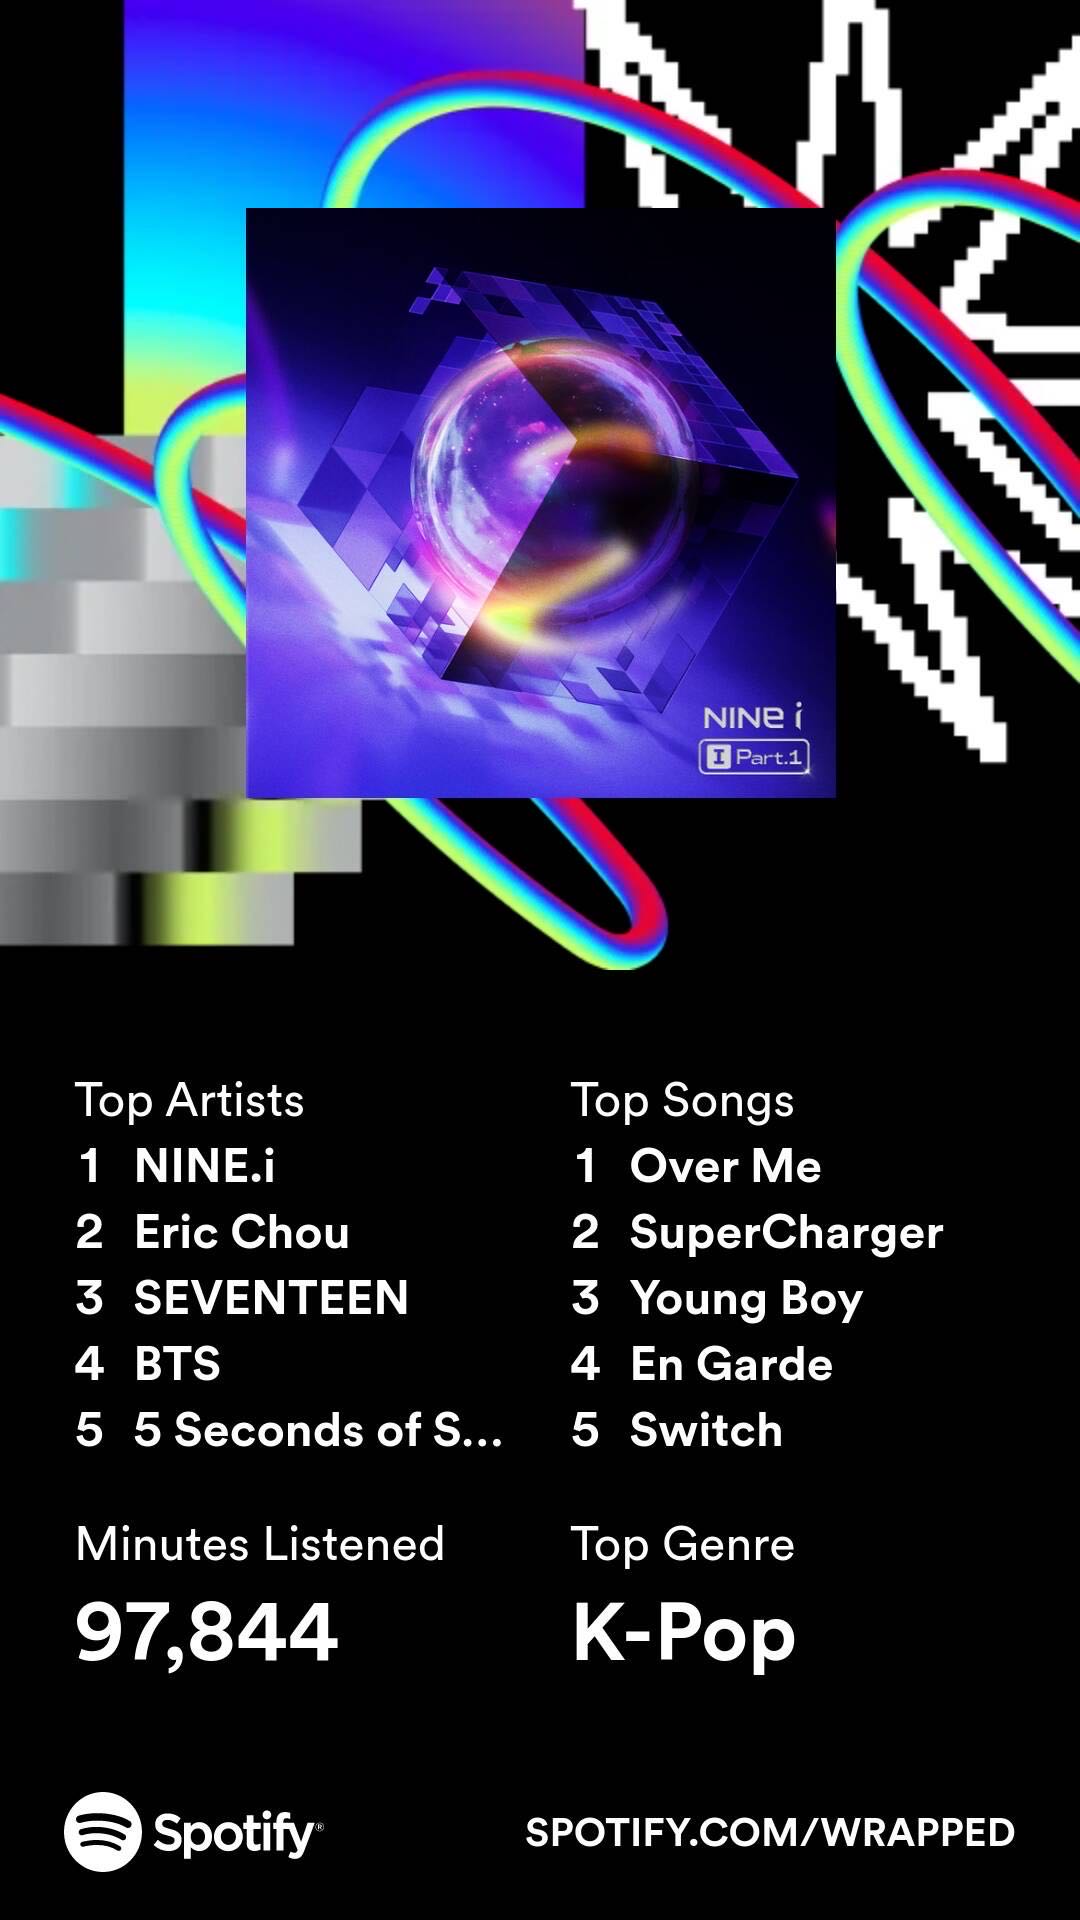 NINE i
I Part.1
Top Artists
1 NINE.i
2 Eric Chou
3 SEVENTEEN
4 BTS
5 5 Seconds of S...
Top Songs
1 Over Me
2 SuperCharger
3 Young Boy
4 En Garde
5 Switch
Minutes Listened
97,844
Top Genre
K-Pop
Spotify®
SPOTIFY.COM/WRAPPED